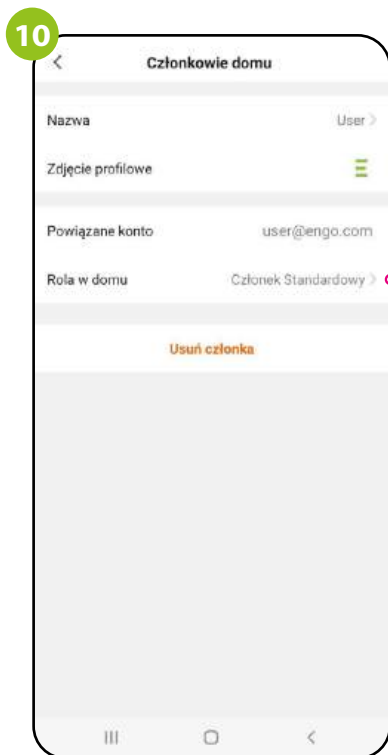 10
Członkowie domu
Nazwa User
Zdjęcie profilowe
Powiązane konto user@engo.com
Rola w domu Członek Standardowy
Usuń członka